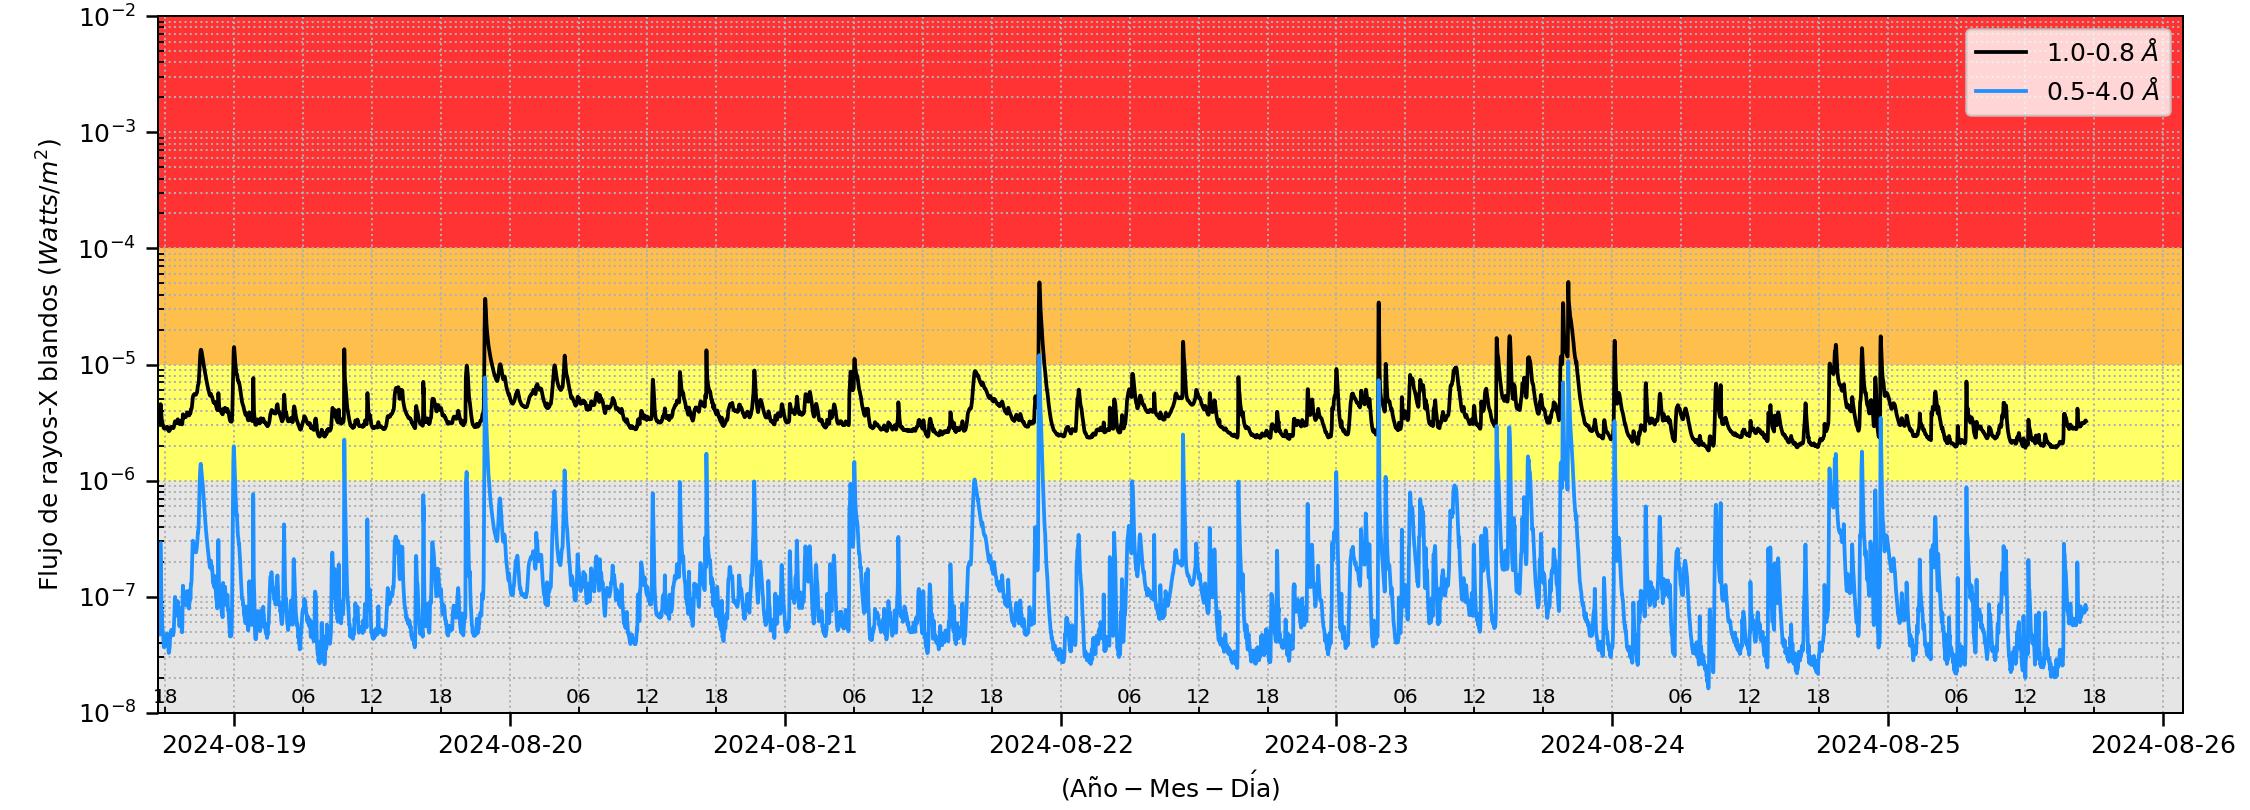 10⁻²
10⁻³
10⁻⁴
10⁻⁵
10⁻⁶
10⁻⁷
10⁻⁸
Flujo de rayos-X blandos (Watts/m²)
1.0-0.8 Å
0.5-4.0 Å
18 06 12 18 06 12 18 06 12 18 06 12 18 06 12 18 06 12 18 06 12 18
2024-08-19 2024-08-20 2024-08-21 2024-08-22 2024-08-23 2024-08-24 2024-08-25 2024-08-26
(Año − Mes − Día)